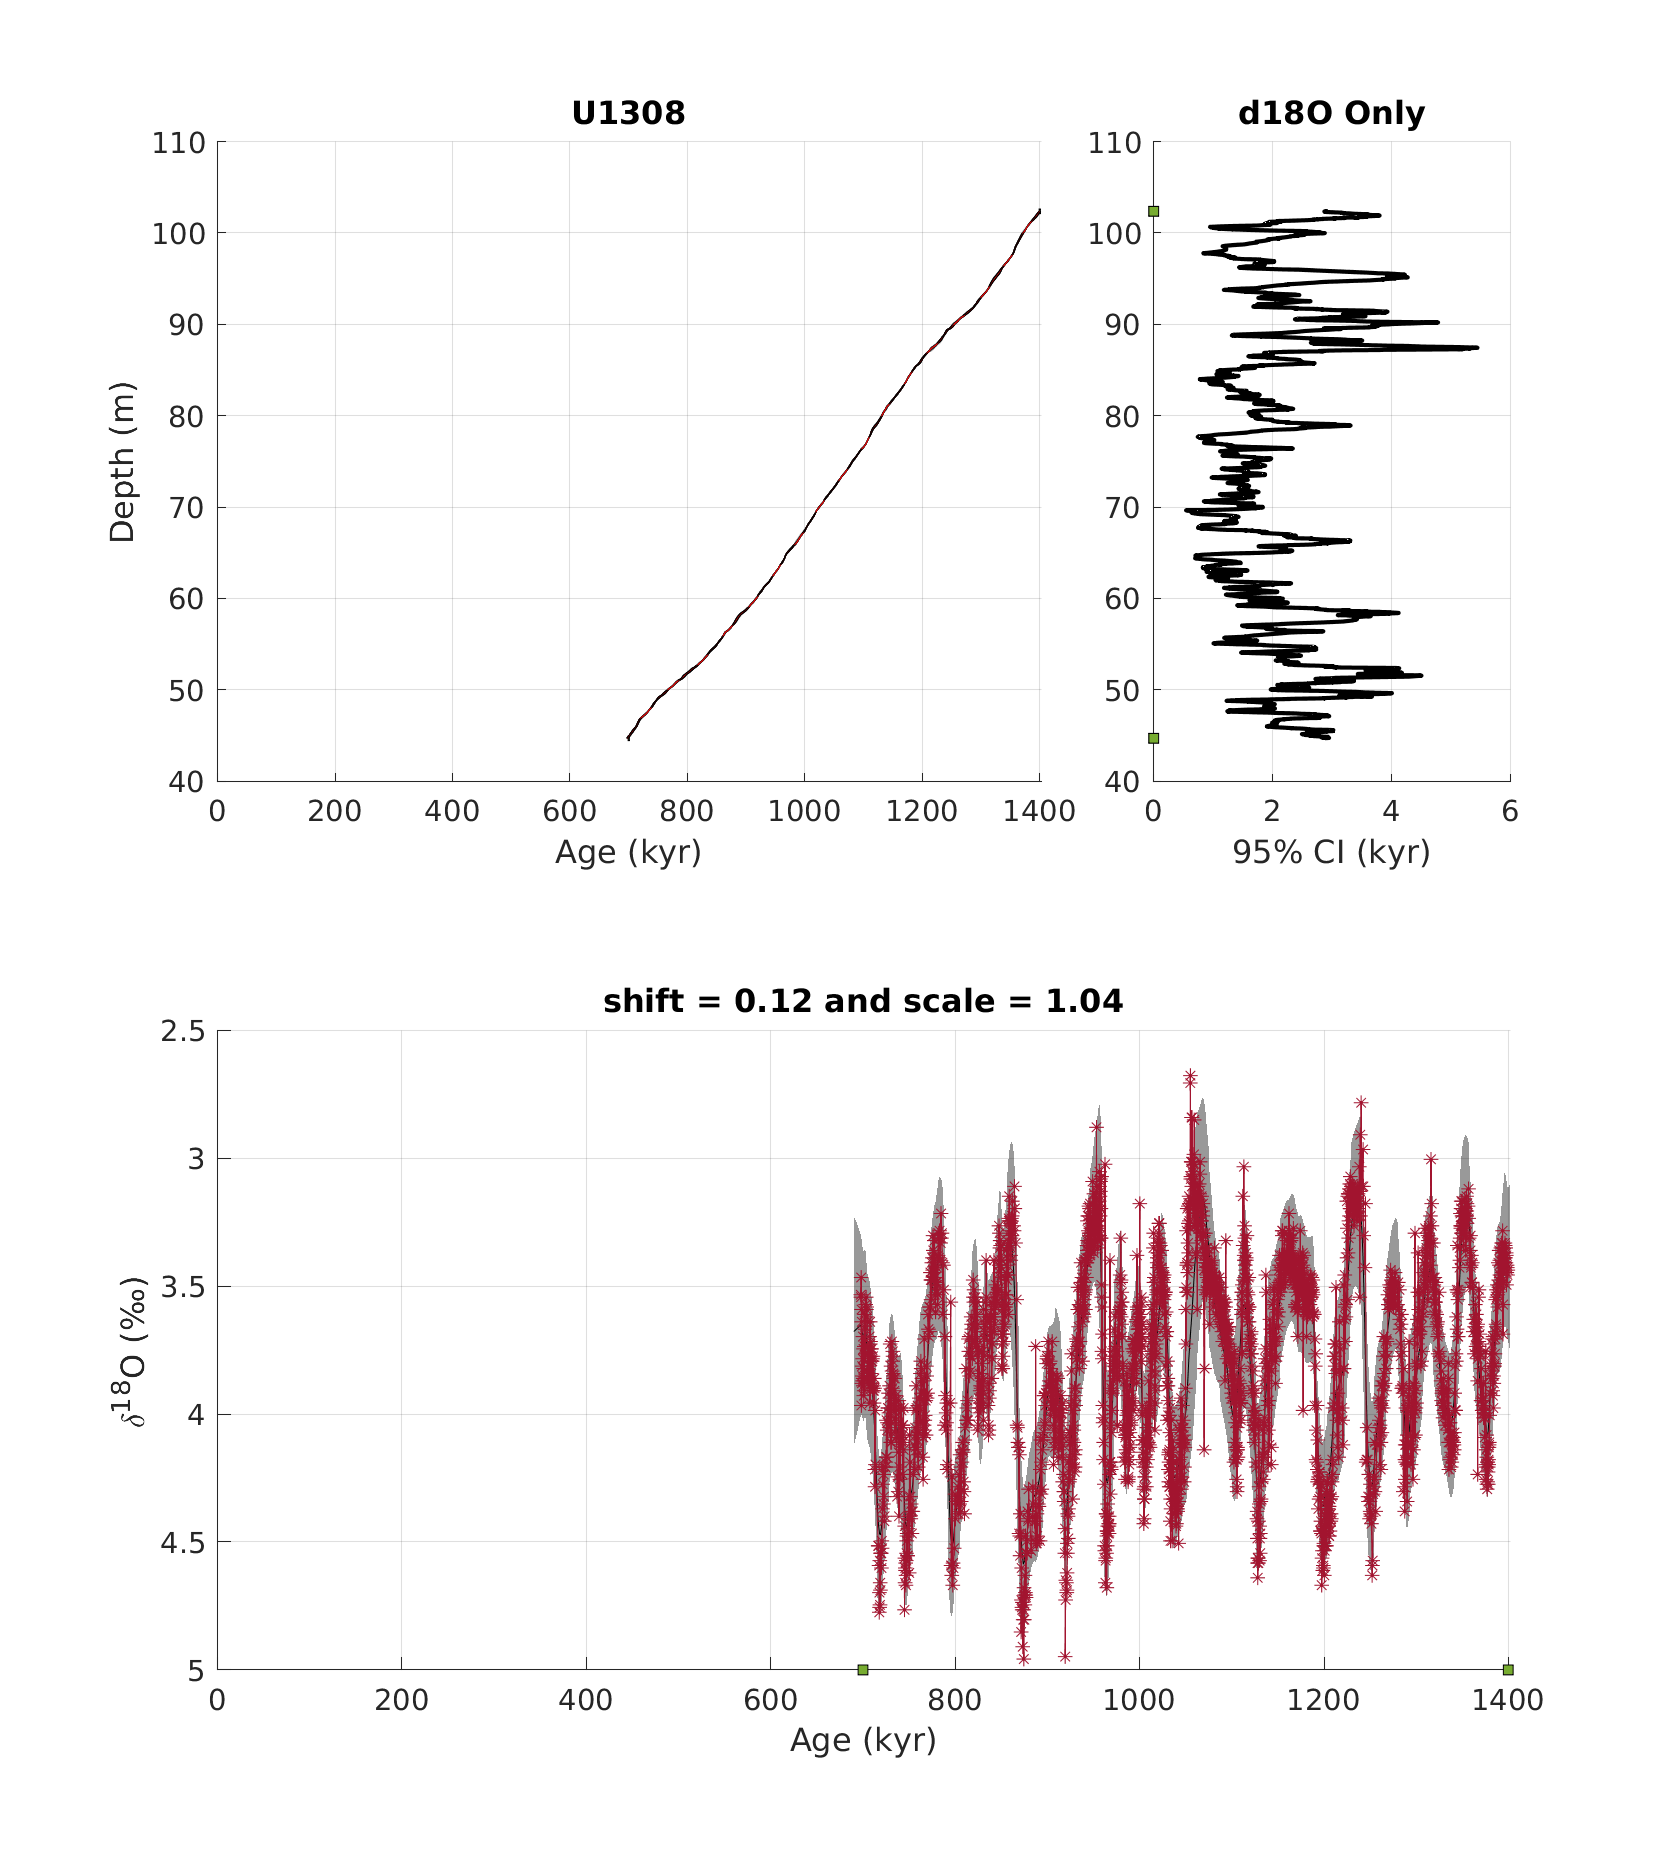 U1308
110
100
90
80
70
60
50
40
Depth (m)
0 200 400 600 800 1000 1200 1400
Age (kyr)
d18O Only
110
100
90
80
70
60
50
40
0 2 4 6
95% CI (kyr)
shift = 0.12 and scale = 1.04
2.5
3
3.5
4
4.5
5
δ¹⁸O (‰)
0 200 400 600 800 1000 1200 1400
Age (kyr)